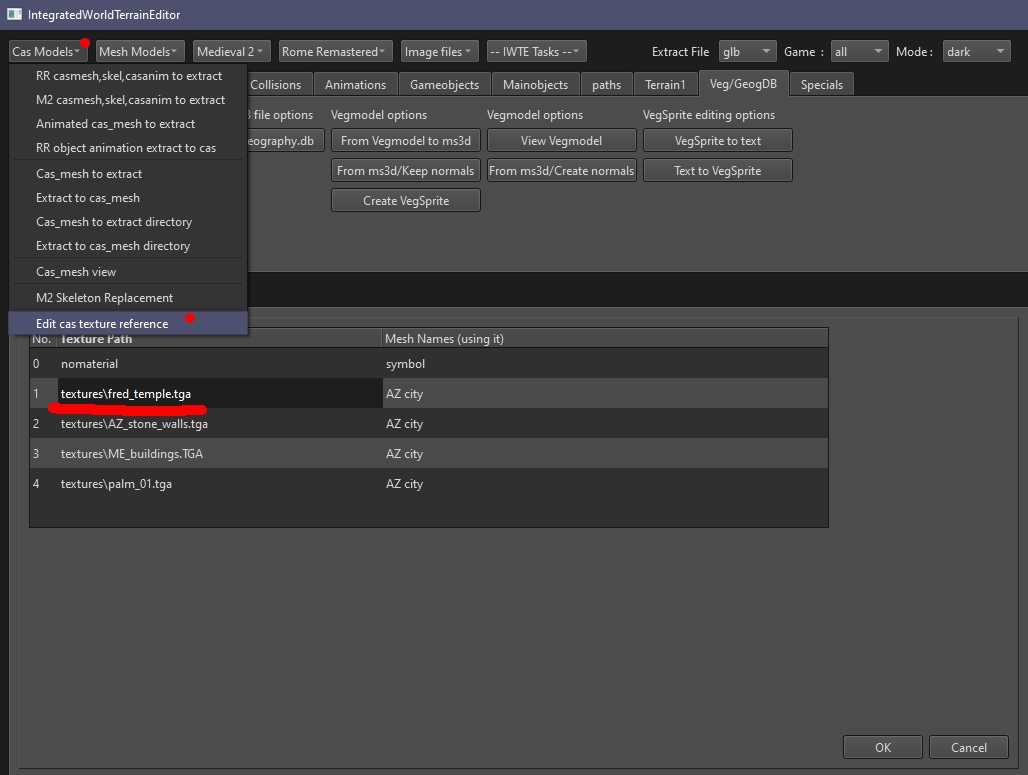 IntegratedWorldTerrainEditor
Cas Models Mesh Models Medieval 2 Rome Remastered Image files -- IWTE Tasks -- Extract File glb Game : all Mode : dark
RR casmesh,skel,casanim to extract
M2 casmesh,skel,casanim to extract
Animated cas_mesh to extract
RR object animation extract to cas
Cas_mesh to extract
Extract to cas_mesh
Cas_mesh to extract directory
Extract to cas_mesh directory
Cas_mesh view
M2 Skeleton Replacement
Edit cas texture reference
Collisions Animations Gameobjects Mainobjects paths Terrain1 Veg/GeogDB Specials
file options Vegmodel options Vegmodel options VegSprite editing options
eography.db From Vegmodel to ms3d View Vegmodel VegSprite to text
From ms3d/Keep normals From ms3d/Create normals Text to VegSprite
Create VegSprite
No. Texture Path Mesh Names (using it)
0 nomaterial symbol
1 textures\fred_temple.tga AZ city
2 textures\AZ_stone_walls.tga AZ city
3 textures\ME_buildings.TGA AZ city
4 textures\palm_01.tga AZ city
OK Cancel